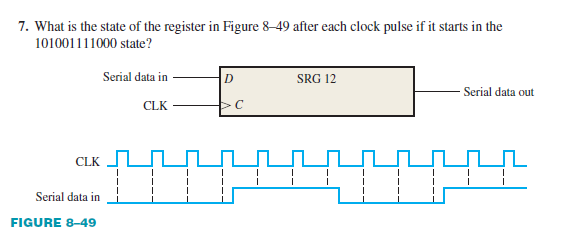 7. What is the state of the register in Figure 8–49 after each clock pulse if it starts in the
101001111000 state?
Serial data in
D
SRG 12
Serial data out
CLK
C
CLK
Serial data in
FIGURE 8–49